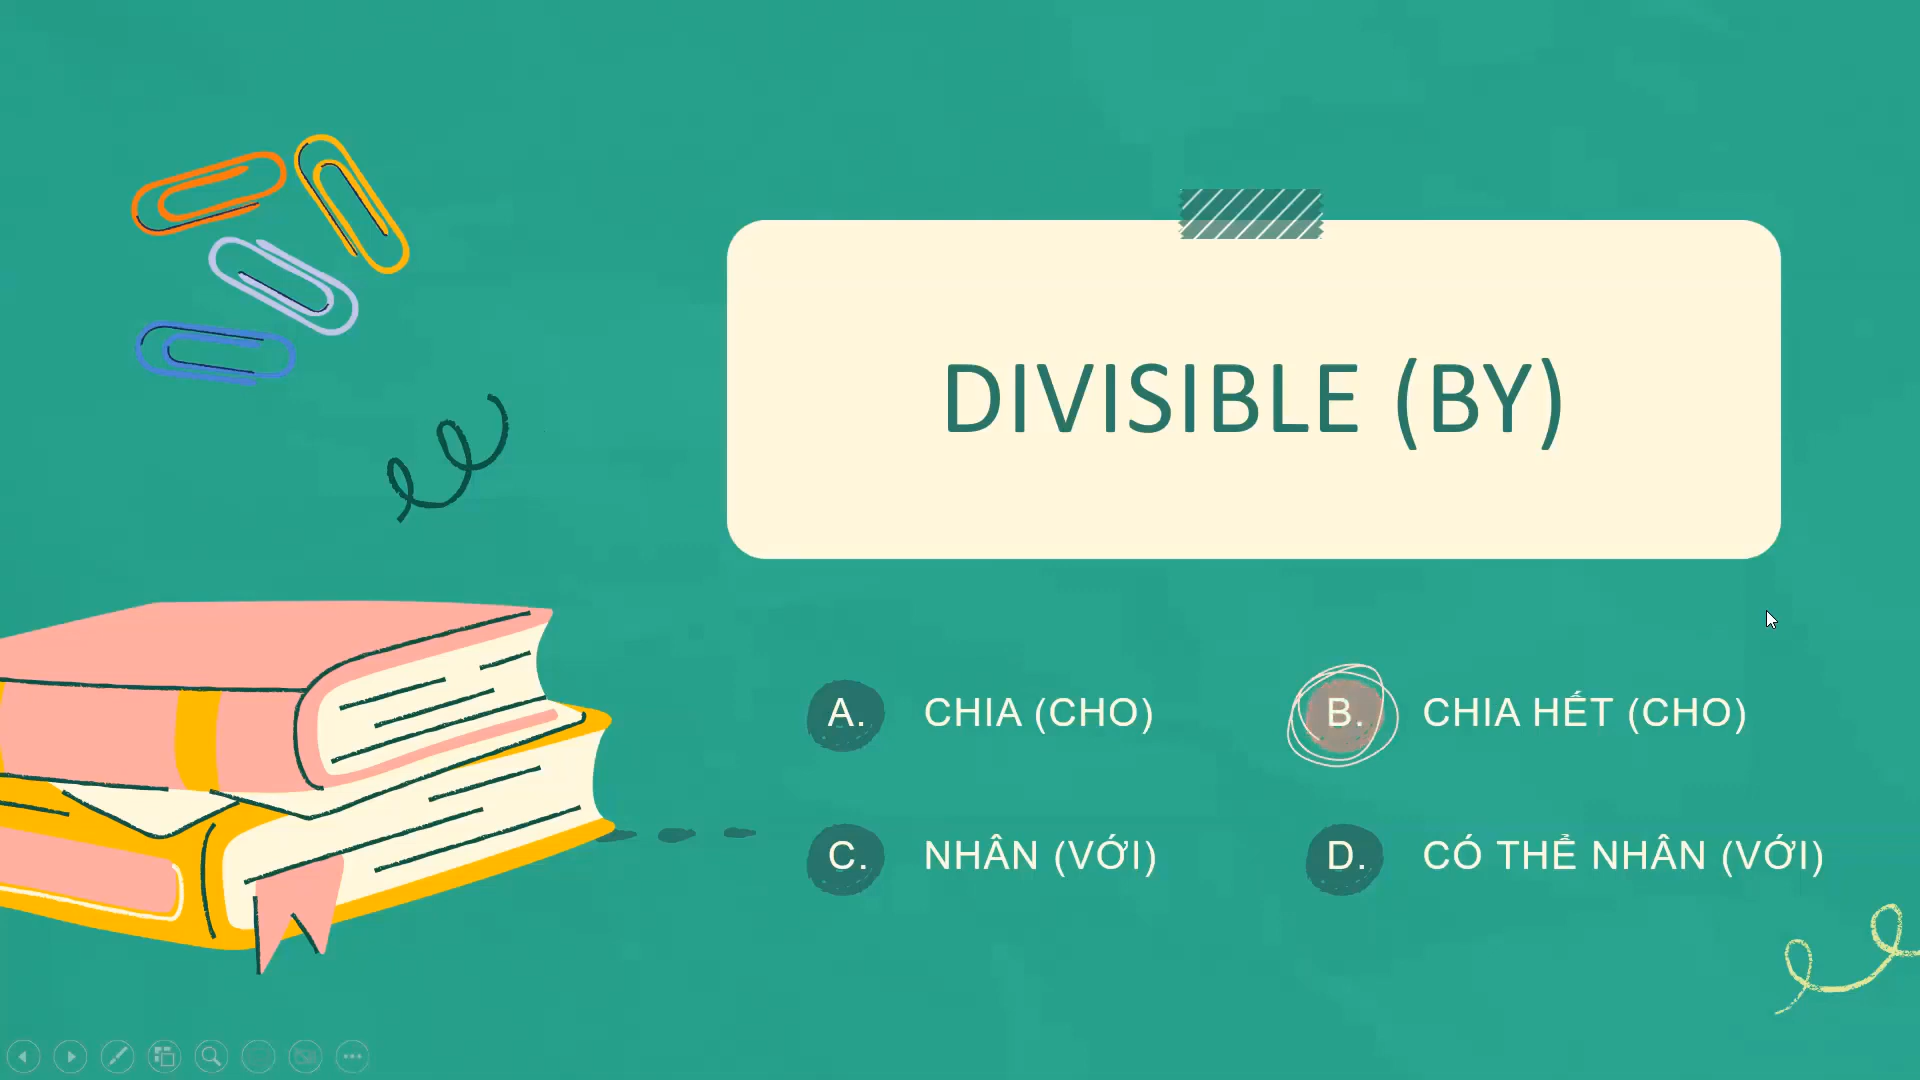 DIVISIBLE (BY)
A. CHIA (CHO)
B. CHIA HẾT (CHO)
C. NHÂN (VỚI)
D. CÓ THỂ NHÂN (VỚI)